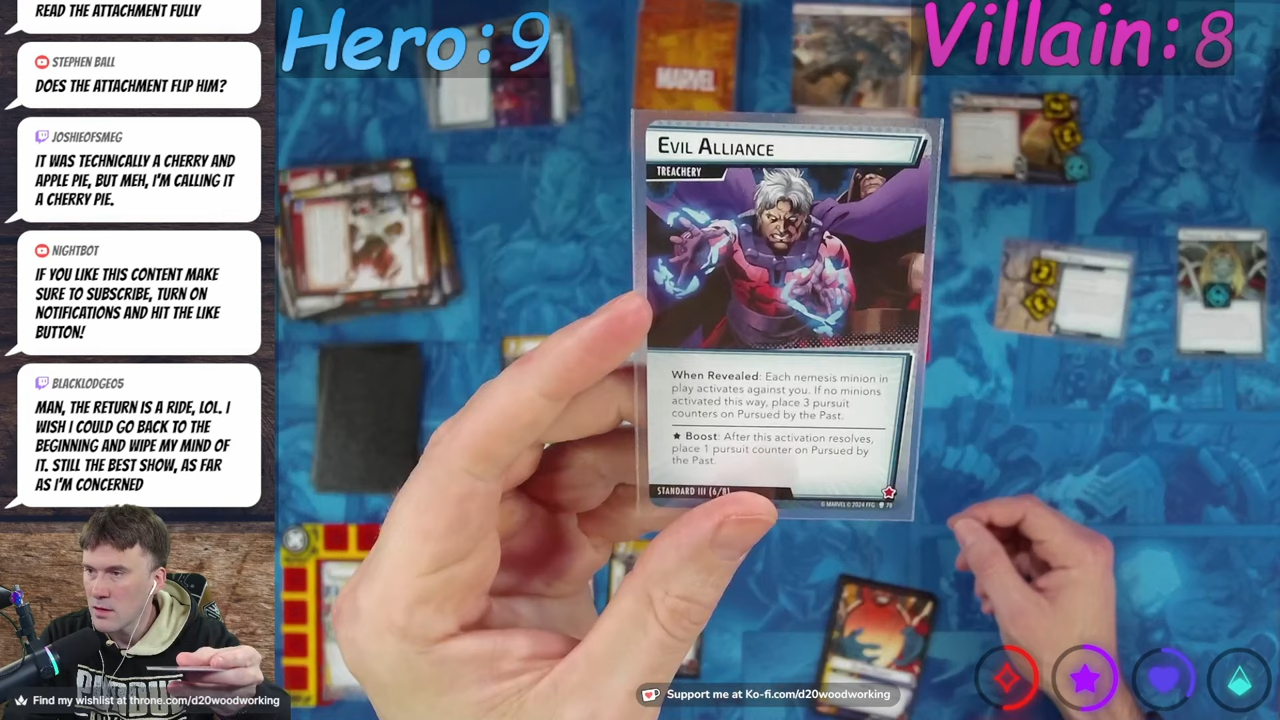 READ THE ATTACHMENT FULLY
STEPHEN BALL
DOES THE ATTACHMENT FLIP HIM?
JOSHIEOFSMEG
IT WAS TECHNICALLY A CHERRY AND
APPLE PIE, BUT MEH, I'M CALLING IT
A CHERRY PIE.
NIGHTBOT
IF YOU LIKE THIS CONTENT MAKE
SURE TO SUBSCRIBE, TURN ON
NOTIFICATIONS AND HIT THE LIKE
BUTTON!
BLACKLODGE05
MAN, THE RETURN IS A RIDE, LOL. I
WISH I COULD GO BACK TO THE
BEGINNING AND WIPE MY MIND OF
IT. STILL THE BEST SHOW, AS FAR
AS I'M CONCERNED
Find my wishlist at throne.com/d20woodworking
Hero: 9
Villain: 8
MARVEL
EVIL ALLIANCE
TREACHERY
When Revealed: Each nemesis minion in
play activates against you. If no minions
activated this way, place 3 pursuit
counters on Pursued by the Past.
★ Boost: After this activation resolves,
place 1 pursuit counter on Pursued by
the Past.
STANDARD III (6/8)
© MARVEL © 2024 FFG 78
Support me at Ko-fi.com/d20woodworking